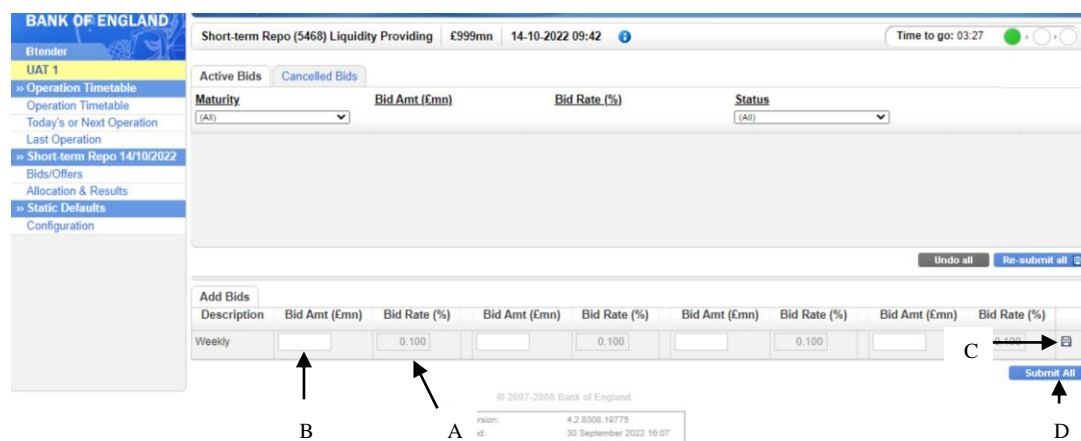 BANK OF ENGLAND
Short-term Repo (5468) Liquidity Providing £999mn 14-10-2022 09:42 Time to go: 03:27
Btender
UAT 1
» Operation Timetable
Operation Timetable
Today's or Next Operation
Last Operation
» Short-term Repo 14/10/2022
Bids/Offers
Allocation & Results
» Static Defaults
Configuration
Active Bids Cancelled Bids
Maturity Bid Amt (£mn) Bid Rate (%) Status
(All) (All)
Undo all Re-submit all
Add Bids
Description Bid Amt (£mn) Bid Rate (%) Bid Amt (£mn) Bid Rate (%) Bid Amt (£mn) Bid Rate (%) Bid Amt (£mn) Bid Rate (%)
Weekly 0.100 0.100 0.100 0.100
C
Submit All
© 2007-2008 Bank of England
rsion: 4.2.8308.19775
30 September 2022 16:07
B A D